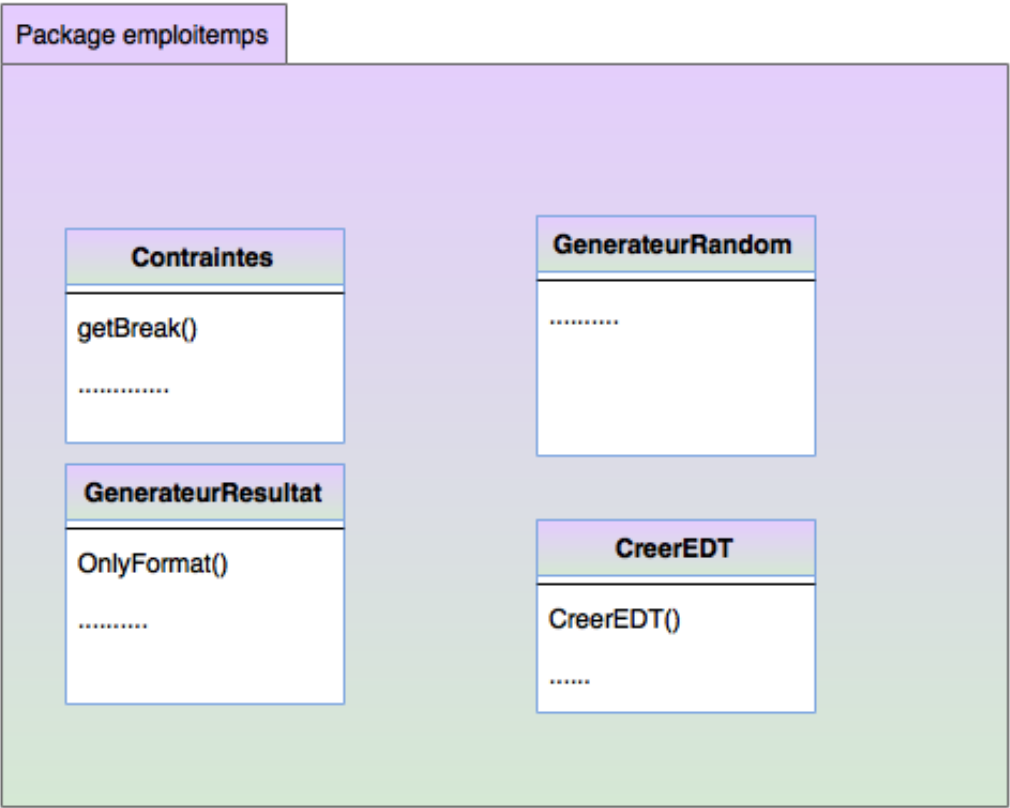 Package emploitemps
Contraintes
getBreak()
.............
GenerateurResultat
OnlyFormat()
..........
GenerateurRandom
..........
CreerEDT
CreerEDT()
......